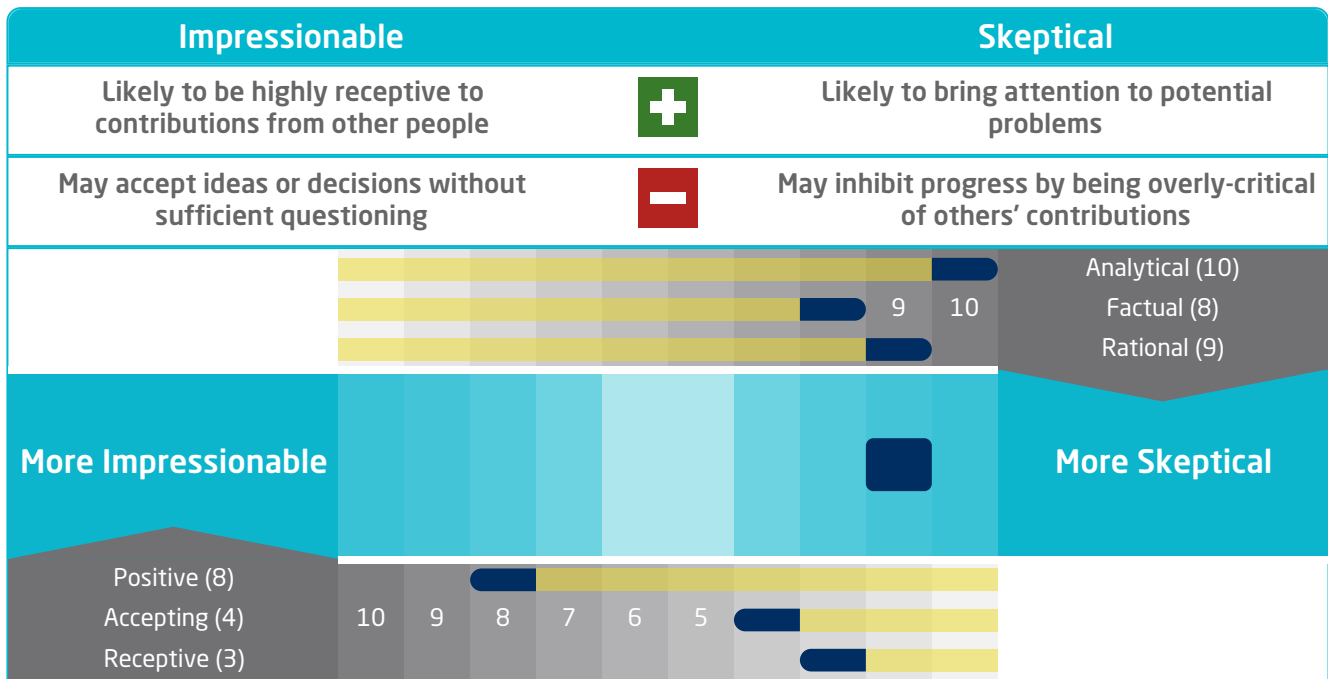 Impressionable
Skeptical
Likely to be highly receptive to
contributions from other people
Likely to bring attention to potential
problems
May accept ideas or decisions without
sufficient questioning
May inhibit progress by being overly-critical
of others’ contributions
Analytical (10)
9 10 Factual (8)
Rational (9)
More Impressionable
More Skeptical
Positive (8)
Accepting (4) 10 9 8 7 6 5
Receptive (3)